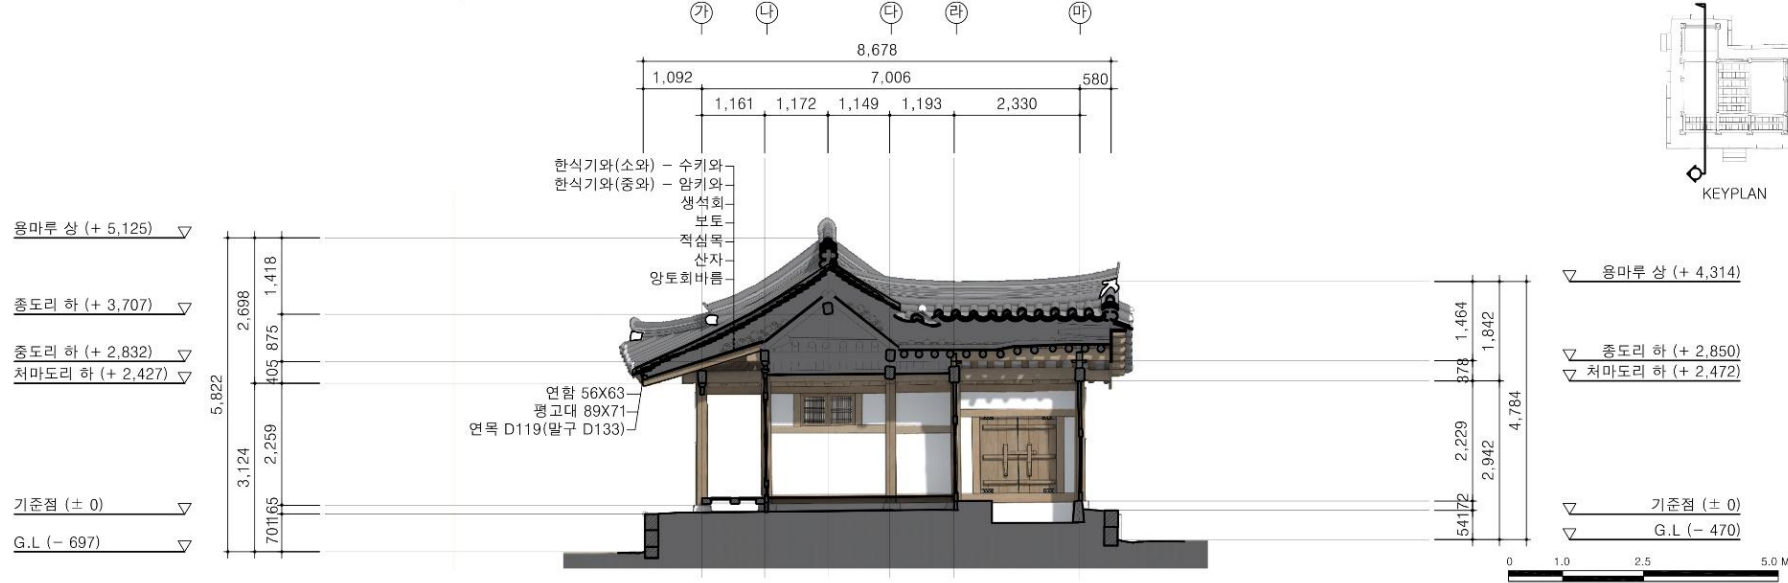 가 나 다 라 마
8,678
1,092 7,006 580
1,161 1,172 1,149 1,193 2,330
한식기와(소와) - 수키와
한식기와(중와) - 암키와
생석회
보토
적심목
산자
앙토회바름
연함 56X63
평고대 89X71
연목 D119(말구 D133)
용마루 상 (+ 5,125)
종도리 하 (+ 3,707)
중도리 하 (+ 2,832)
처마도리 하 (+ 2,427)
기준점 (± 0)
G.L (- 697)
5,822
2,698
3,124
1,418
875
405
2,259
165
701
용마루 상 (+ 4,314)
종도리 하 (+ 2,850)
처마도리 하 (+ 2,472)
기준점 (± 0)
G.L (- 470)
1,464
378
2,229
172
541
1,842
2,942
4,784
KEYPLAN
0 1.0 2.5 5.0 M